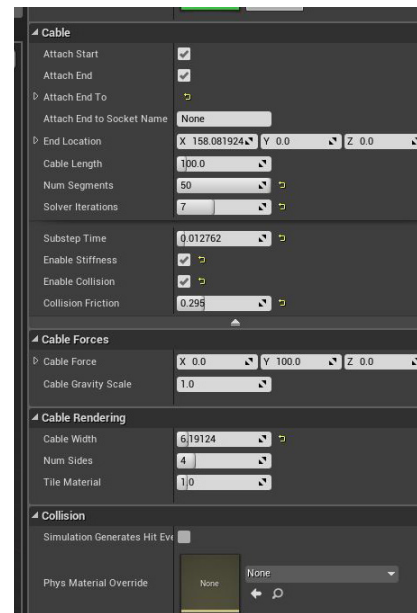 Cable
Attach Start
Attach End
Attach End To
Attach End to Socket Name None
End Location X 158.081924 Y 0.0 Z 0.0
Cable Length 100.0
Num Segments 50
Solver Iterations 7
Substep Time 0.012762
Enable Stiffness
Enable Collision
Collision Friction 0.295
Cable Forces
Cable Force X 0.0 Y 100.0 Z 0.0
Cable Gravity Scale 1.0
Cable Rendering
Cable Width 6.19124
Num Sides 4
Tile Material 1.0
Collision
Simulation Generates Hit Eve
Phys Material Override None None